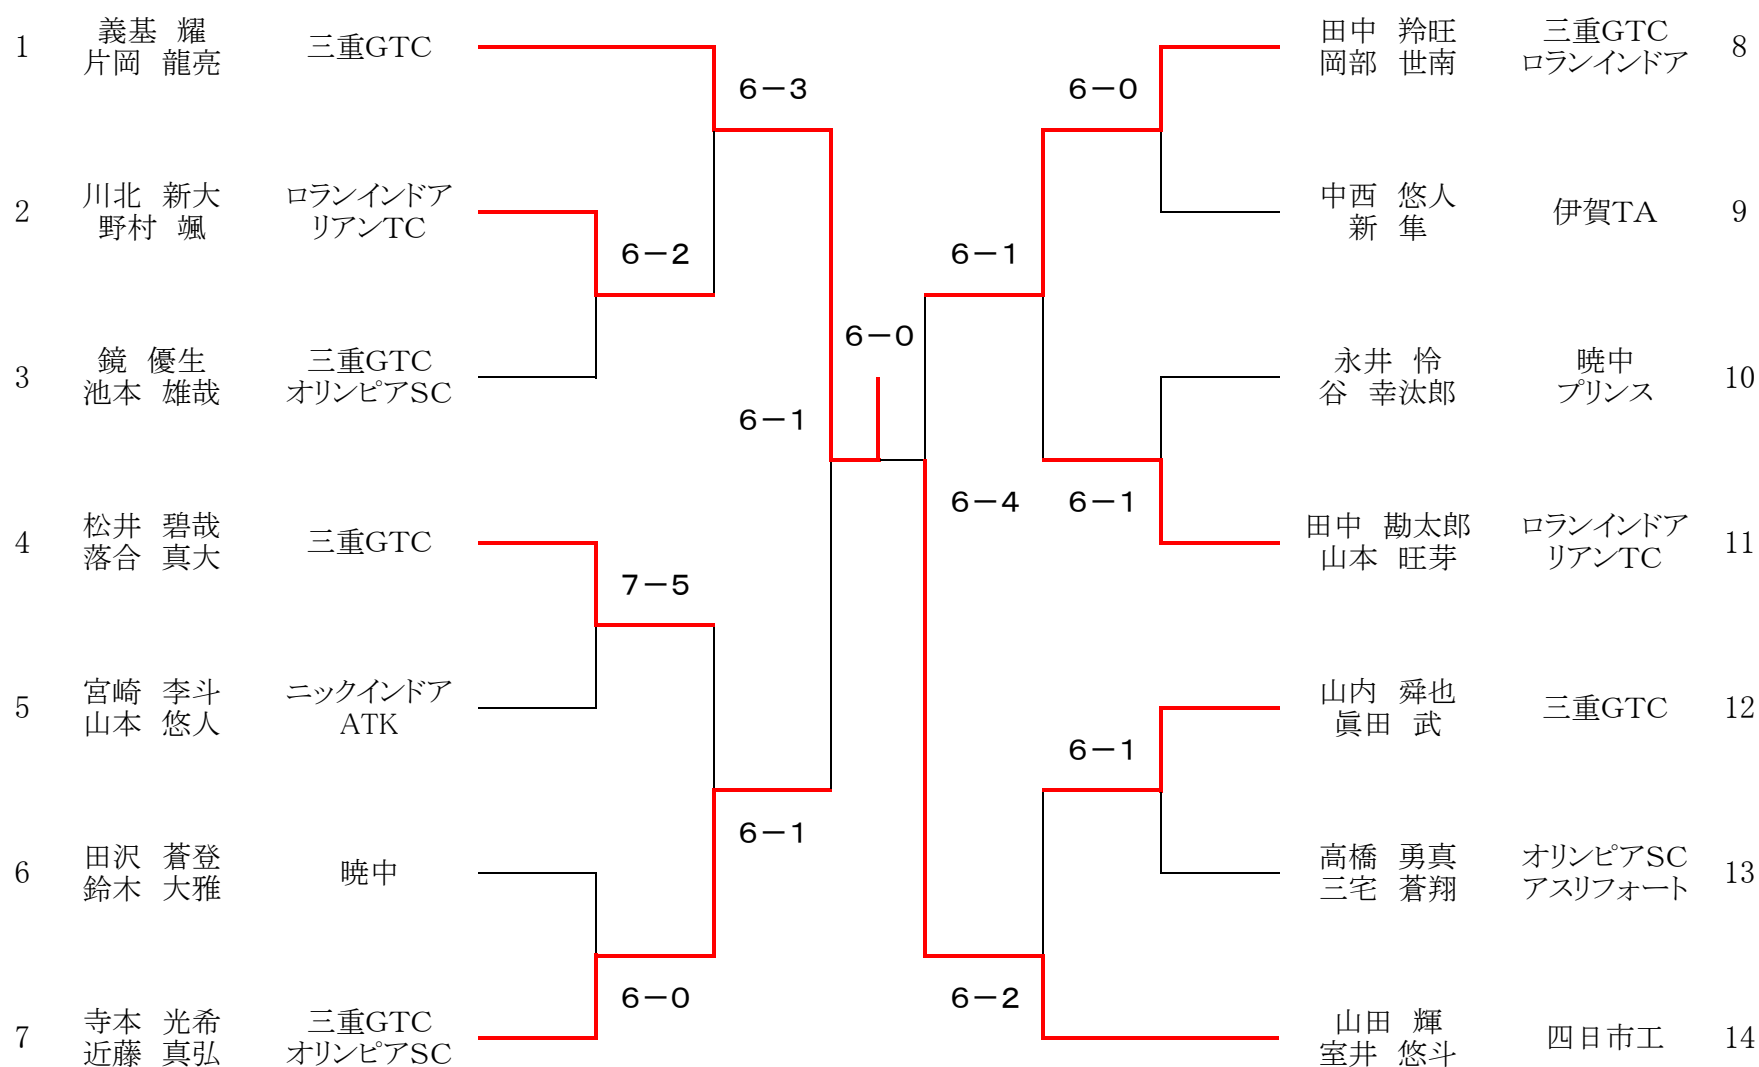 1 義基 耀 片岡 龍亮 三重GTC
2 川北 新大 野村 颯 ロランインドア リアンTC
3 鏡 優生 池本 雄哉 三重GTC オリンピアSC
4 松井 碧哉 落合 真大 三重GTC
5 宮崎 李斗 山本 悠人 ニックインドア ATK
6 田沢 蒼登 鈴木 大雅 暁中
7 寺本 光希 近藤 真弘 三重GTC オリンピアSC
6-3
6-2
6-1
7-5
6-1
6-0
6-0
6-0
6-1
6-4
6-1
6-1
6-2
田中 羚旺 岡部 世南 三重GTC ロランインドア 8
中西 悠人 新 隼 伊賀TA 9
永井 怜 谷 幸汰郎 暁中 プリンス 10
田中 勘太郎 山本 旺芽 ロランインドア リアンTC 11
山内 舜也 眞田 武 三重GTC 12
高橋 勇真 三宅 蒼翔 オリンピアSC アスリフォート 13
山田 輝 室井 悠斗 四日市工 14